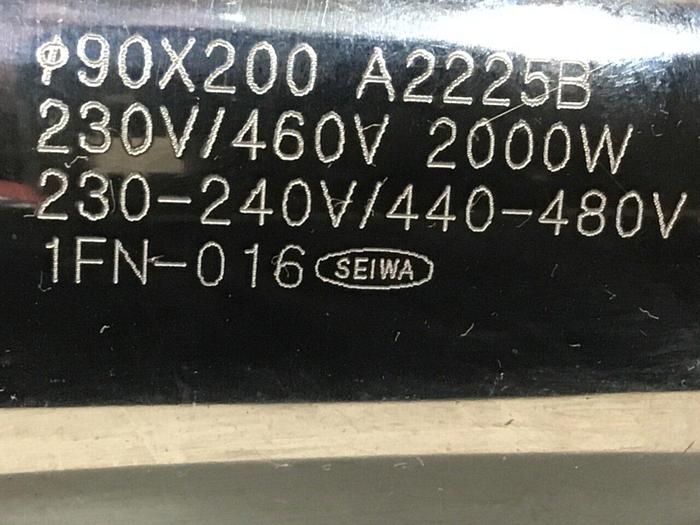 φ90X200 A2225B
230V/460V 2000W
230-240V/440-480V
1FN-016 SEIWA